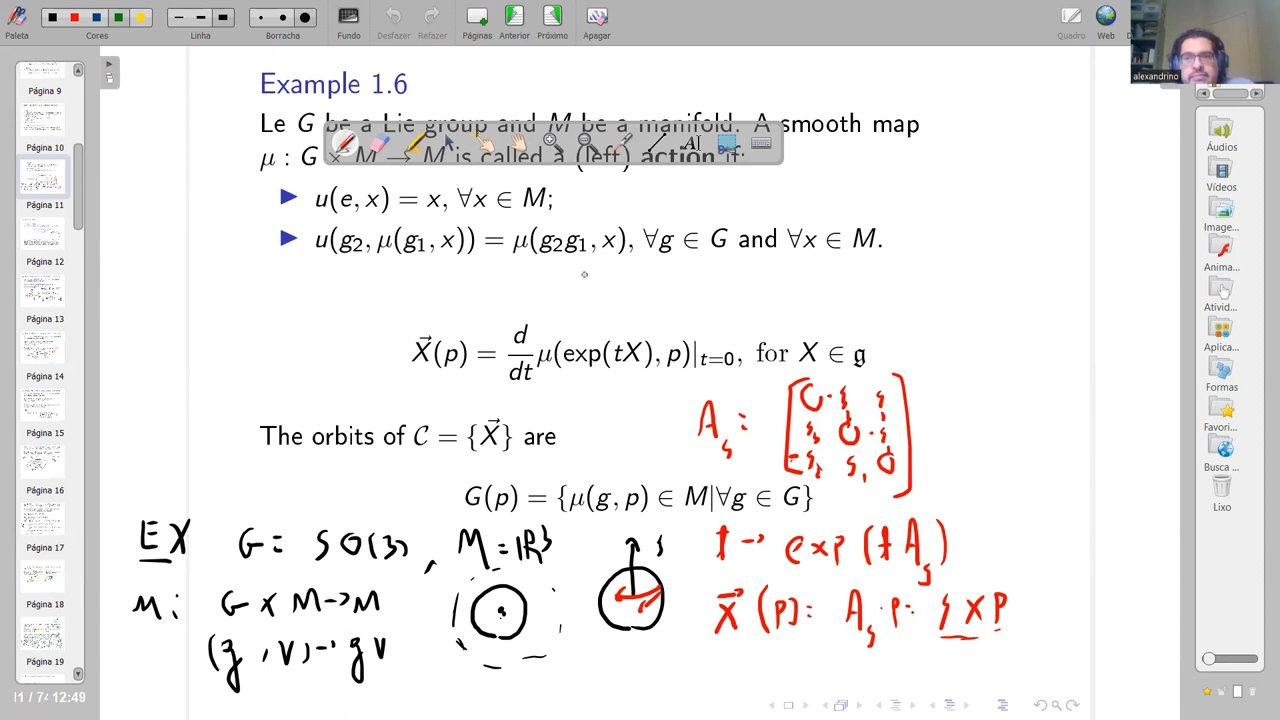 Paleta
Cores
Linha
Borracha
Fundo
Desfazer
Refazer
Páginas
Anterior
Próximo
Apagar
Quadro
Web
alexandrino
Página 9
Página 10
Página 11
Página 12
Página 13
Página 14
Página 15
Página 16
Página 17
Página 18
Página 19
11 / 74 12:49
Example 1.6
Le G be a Lie group and M be a manifold. A smooth map
μ : G × M → M is called a (left) action if:
▶ u(e, x) = x, ∀x ∈ M;
▶ u(g₂, μ(g₁, x)) = μ(g₂g₁, x), ∀g ∈ G and ∀x ∈ M.
X⃗(p) = d/dt μ(exp(tX), p)|ₜ₌₀, for X ∈ 𝔤
The orbits of C = {X⃗} are
G(p) = {μ(g, p) ∈ M|∀g ∈ G}
EX G = SO(3), M = ℝ³
μ: G × M → M
(g, v) → gv
t → exp(t A
X⃗(p) =
Áudios
Vídeos
Image...
Anima...
Ativid...
Aplica...
Formas
Favori...
Busca ...
Lixo